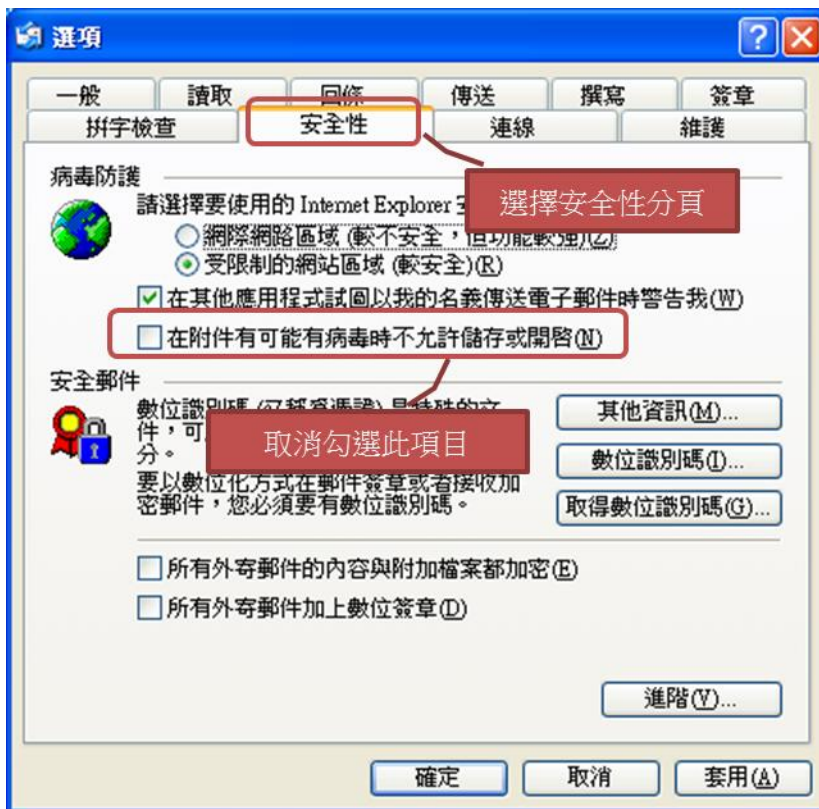 選項
一般 讀取 回條 傳送 撰寫 簽章
拼字檢查 安全性 連線 維護
選擇安全性分頁
病毒防護
請選擇要使用的 Internet Explorer
網際網路區域 (較不安全，但功能較強)(Z)
受限制的網站區域 (較安全)(R)
在其他應用程式試圖以我的名義傳送電子郵件時警告我(W)
在附件有可能有病毒時不允許儲存或開啓(N)
安全郵件
數位識別碼
件，可
分。
取消勾選此項目
要以數位化方式在郵件簽章或者接收加
密郵件，您必須要有數位識別碼。
其他資訊(M)...
數位識別碼(I)...
取得數位識別碼(G)...
所有外寄郵件的內容與附加檔案都加密(E)
所有外寄郵件加上數位簽章(D)
進階(V)...
確定 取消 套用(A)